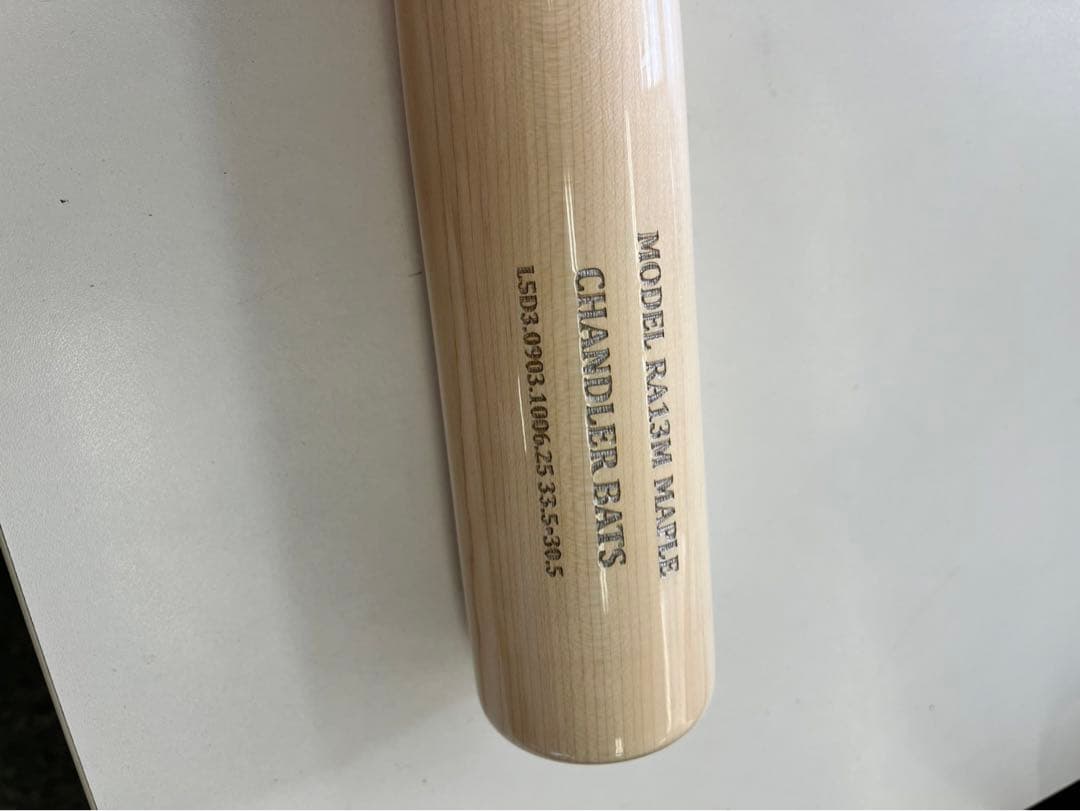 MODEL RA13M MAPLE
CHANDLER BATS
LSD3.0903.1006.25 33.5-30.5